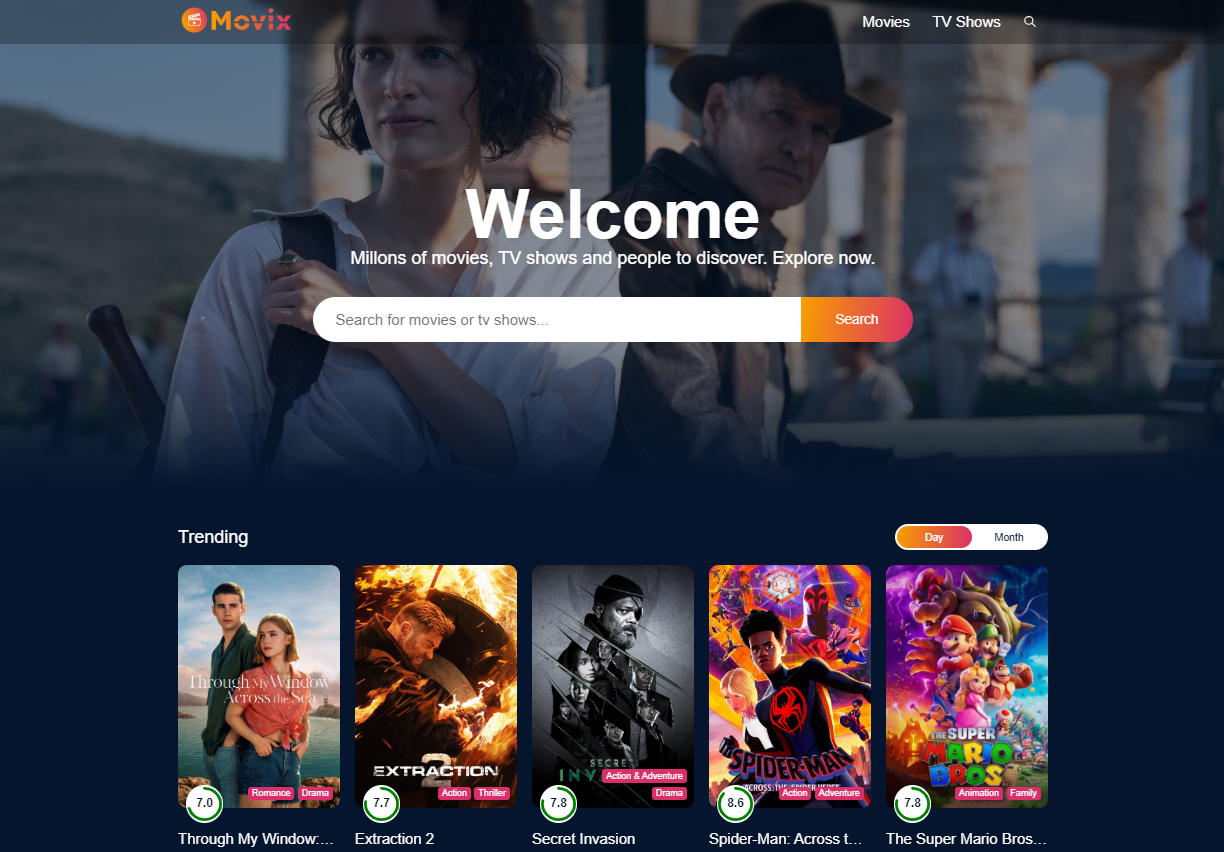 Movix
Movies
TV Shows
Welcome
Millons of movies, TV shows and people to discover. Explore now.
Search for movies or tv shows...
Search
Trending
Day
Month
Through My Window
Across the Sea
Romance
Drama
7.0
Through My Window:...
2
EXTRACTION
Action
Thriller
7.7
Extraction 2
SECRET
INV
Action & Adventure
Drama
7.8
Secret Invasion
SPIDER-MAN
ACROSS THE SPIDER-VERSE
Action
Adventure
8.6
Spider-Man: Across t...
THE SUPER
MARIO
BROS
Animation
Family
7.8
The Super Mario Bros...